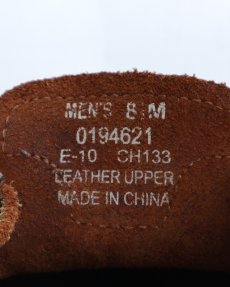 MEN'S 8 M
0194621
E-10 CH133
LEATHER UPPER
MADE IN CHINA